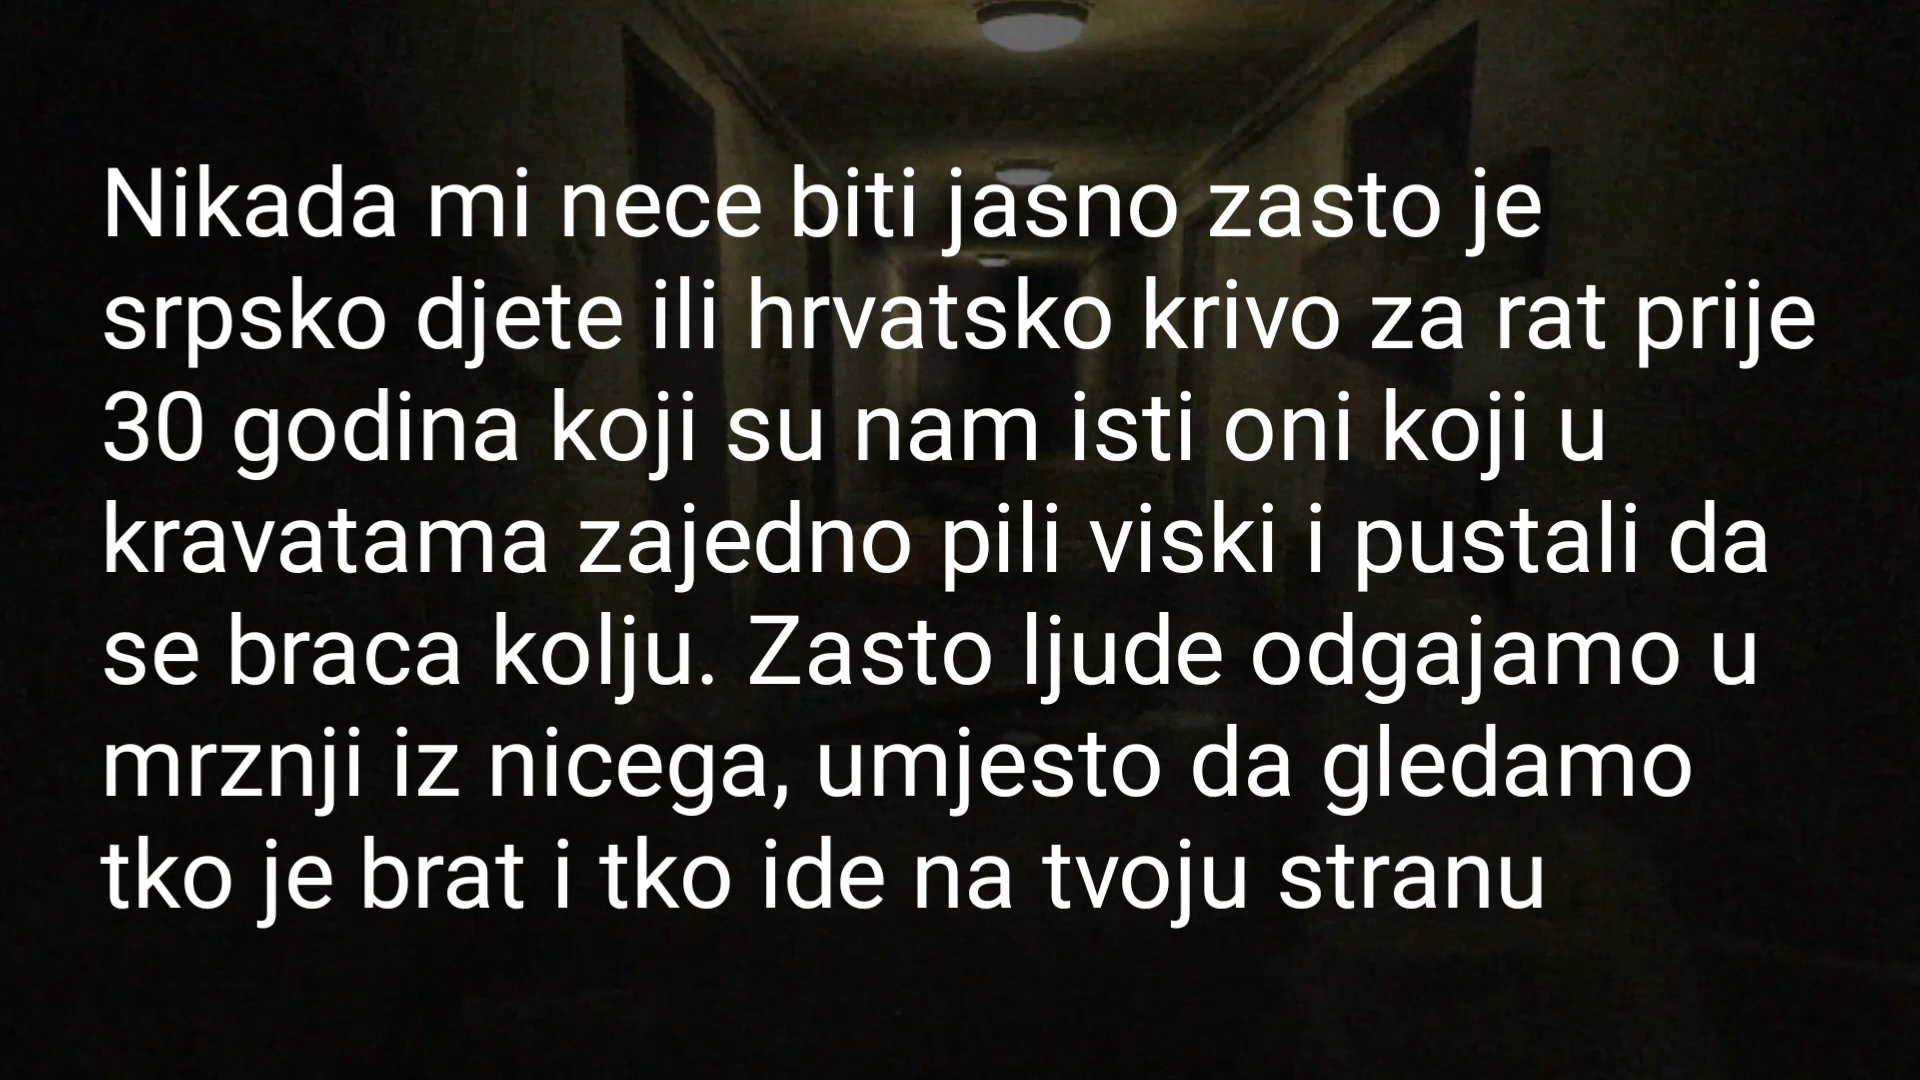 Nikada mi nece biti jasno zasto je
srpsko djete ili hrvatsko krivo za rat prije
30 godina koji su nam isti oni koji u
kravatama zajedno pili viski i pustali da
se braca kolju. Zasto ljude odgajamo u
mrznji iz nicega, umjesto da gledamo
tko je brat i tko ide na tvoju stranu